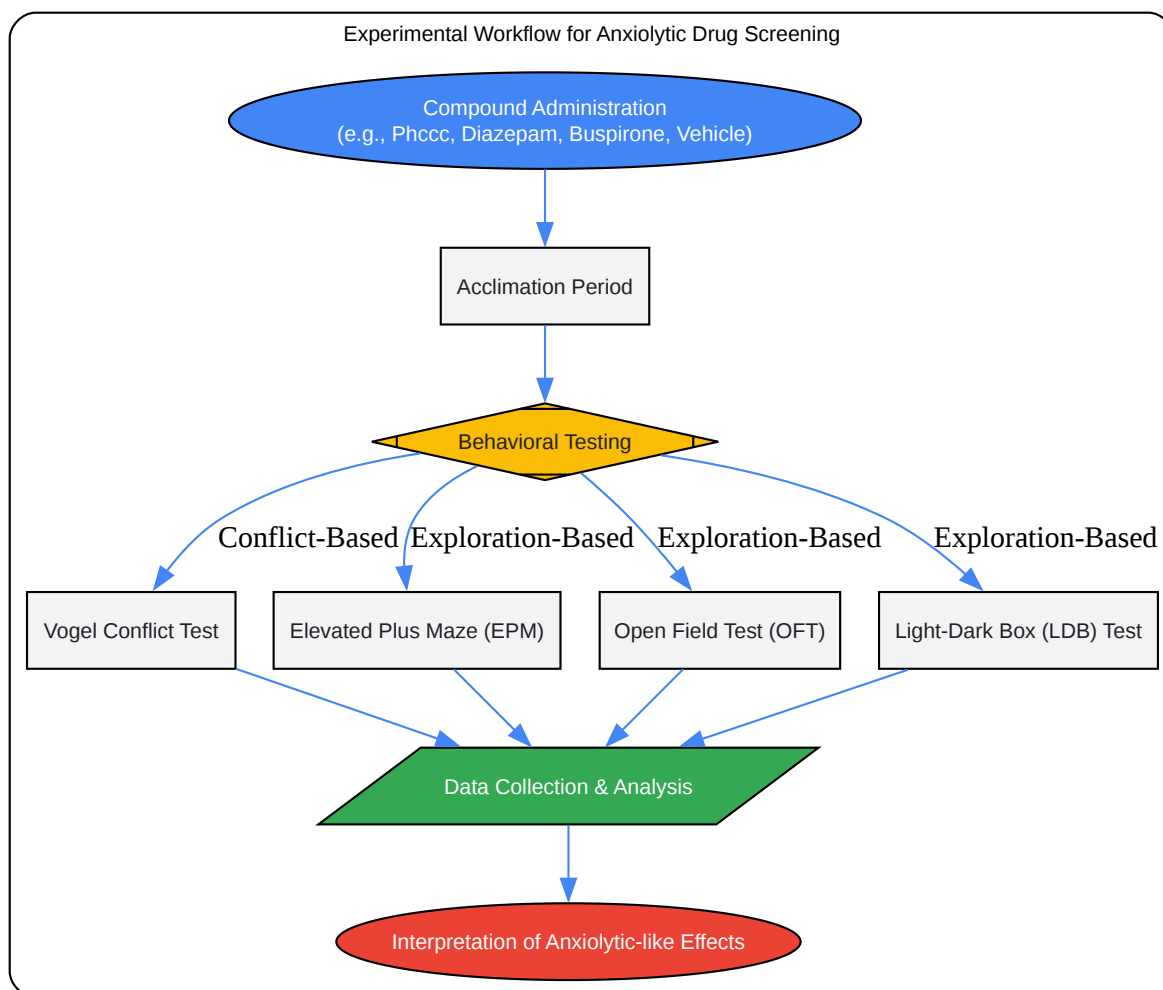 Experimental Workflow for Anxiolytic Drug Screening
Compound Administration
(e.g., Phccc, Diazepam, Buspirone, Vehicle)
Acclimation Period
Behavioral Testing
Conflict-Based
Exploration-Based
Exploration-Based
Exploration-Based
Vogel Conflict Test
Elevated Plus Maze (EPM)
Open Field Test (OFT)
Light-Dark Box (LDB) Test
Data Collection & Analysis
Interpretation of Anxiolytic-like Effects